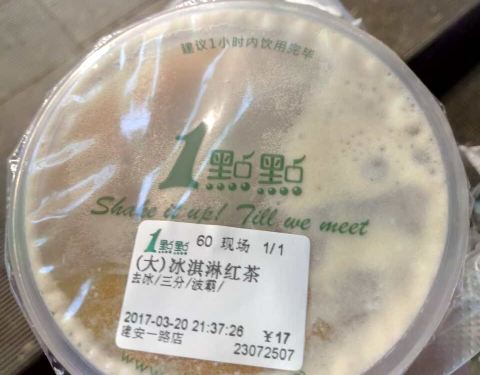 建议1小时内饮用完毕
1點點
Shake it up! Till we meet
1點點 60 现场 1/1
(大)冰淇淋红茶
去冰/三分/波霸/
2017-03-20 21:37:26 ¥17
建安一路店 23072507
www.